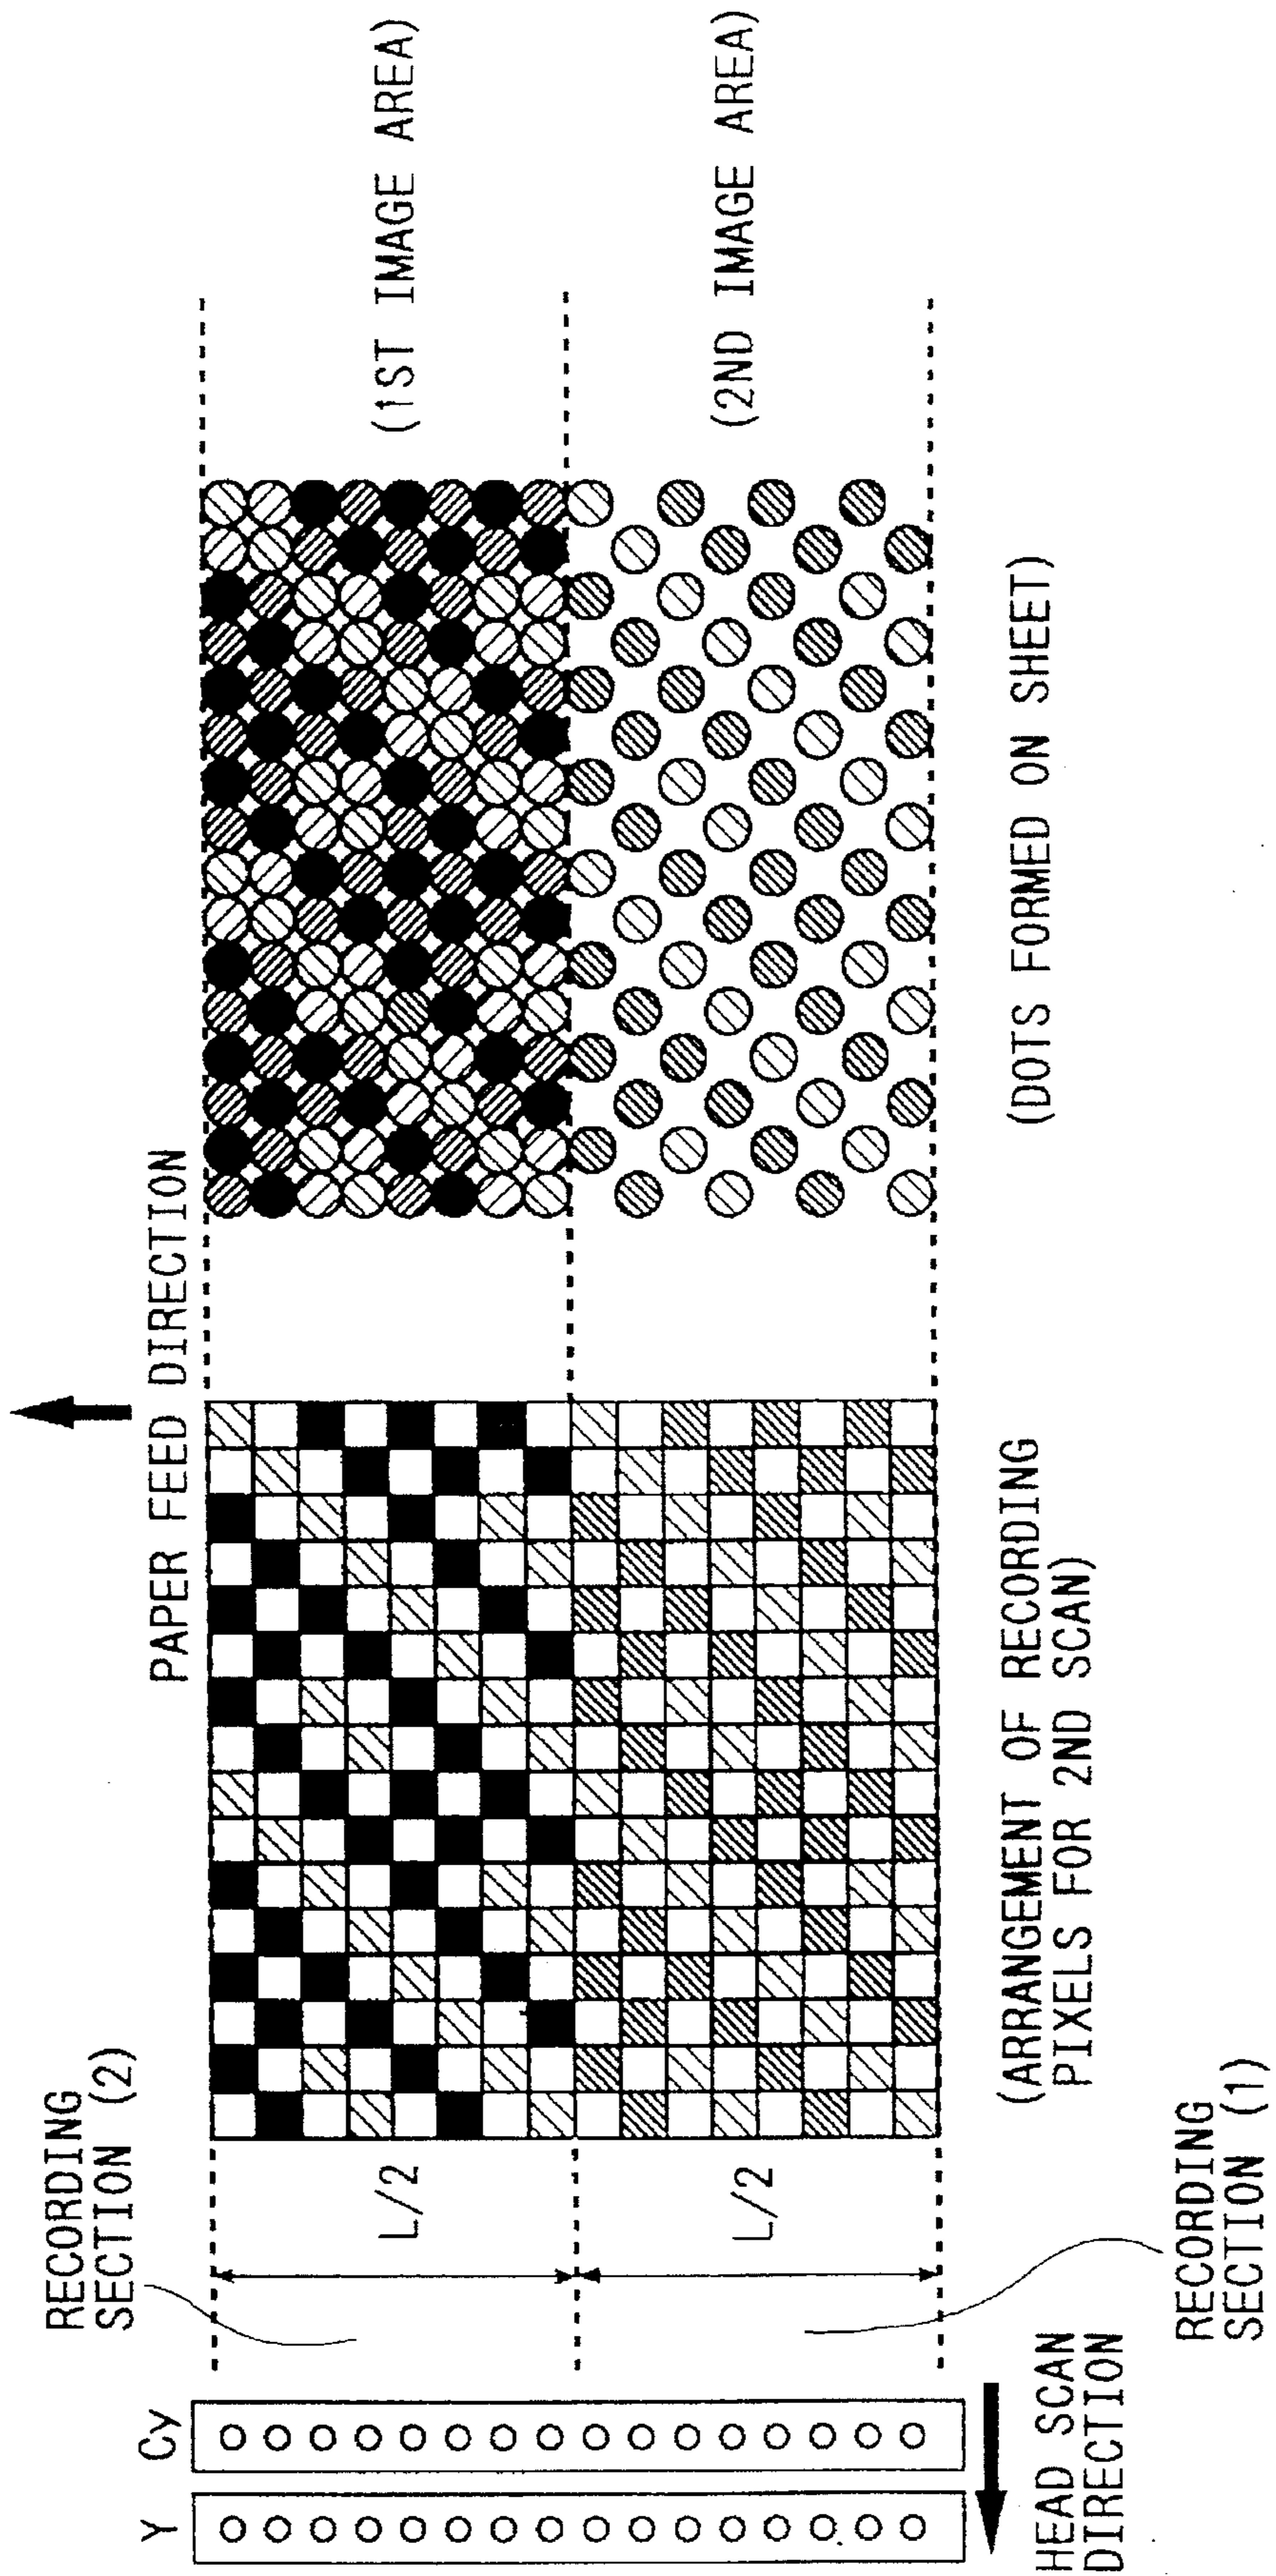 Y
Cy
HEAD SCAN
DIRECTION
RECORDING
SECTION (2)
L/2
L/2
RECORDING
SECTION (1)
PAPER FEED DIRECTION
(ARRANGEMENT OF RECORDING
PIXELS FOR 2ND SCAN)
(DOTS FORMED ON SHEET)
(1ST IMAGE AREA)
(2ND IMAGE AREA)